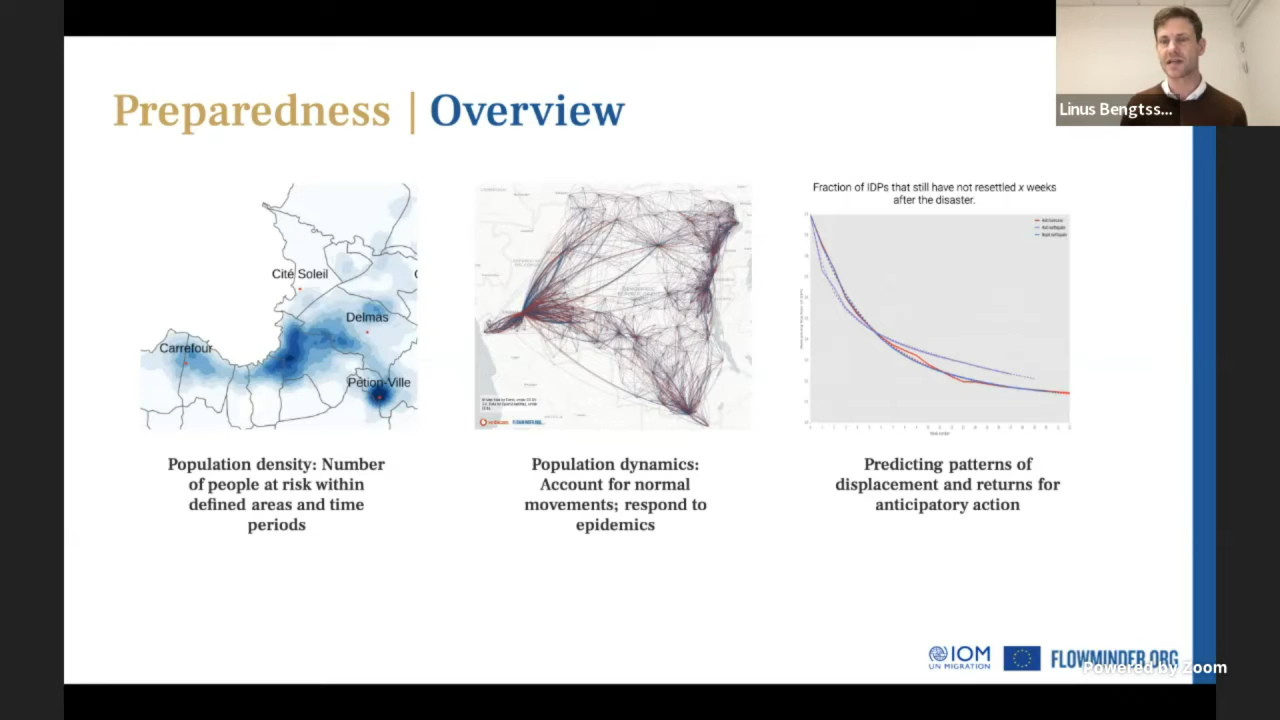 Linus Bengtss...
Preparedness | Overview
Cité Soleil
Delmas
Carrefour
Pétion-Ville
Fraction of IDPs that still have not resettled x weeks
after the disaster.
Population density: Number
of people at risk within
defined areas and time
periods
Population dynamics:
Account for normal
movements; respond to
epidemics
Predicting patterns of
displacement and returns for
anticipatory action
IOM
UN MIGRATION
FLOWMINDER.ORG
Powered by Zoom